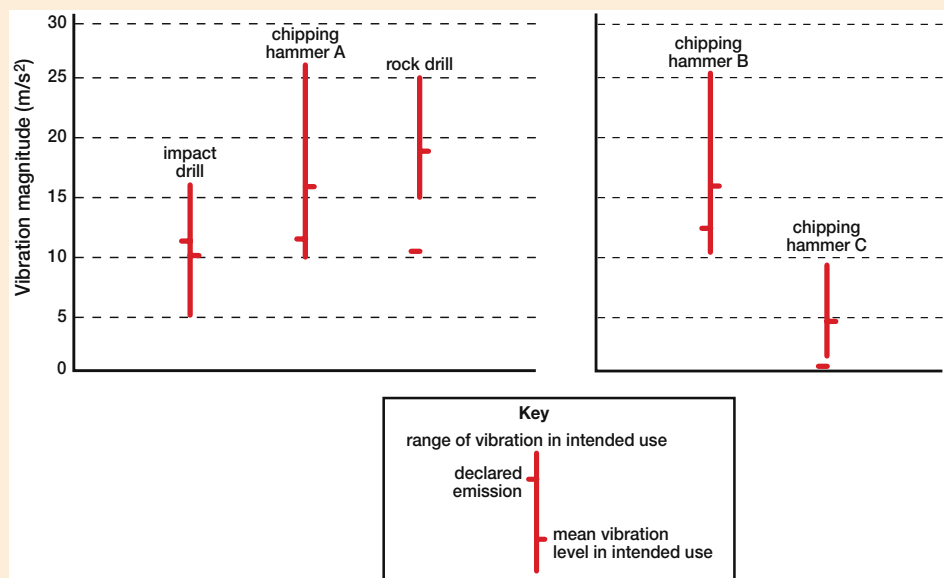 Vibration magnitude (m/s²)
30
25
20
15
10
5
0
impact
drill
chipping
hammer A
rock drill
chipping
hammer B
chipping
hammer C
Key
range of vibration in intended use
declared
emission
mean vibration
level in intended use